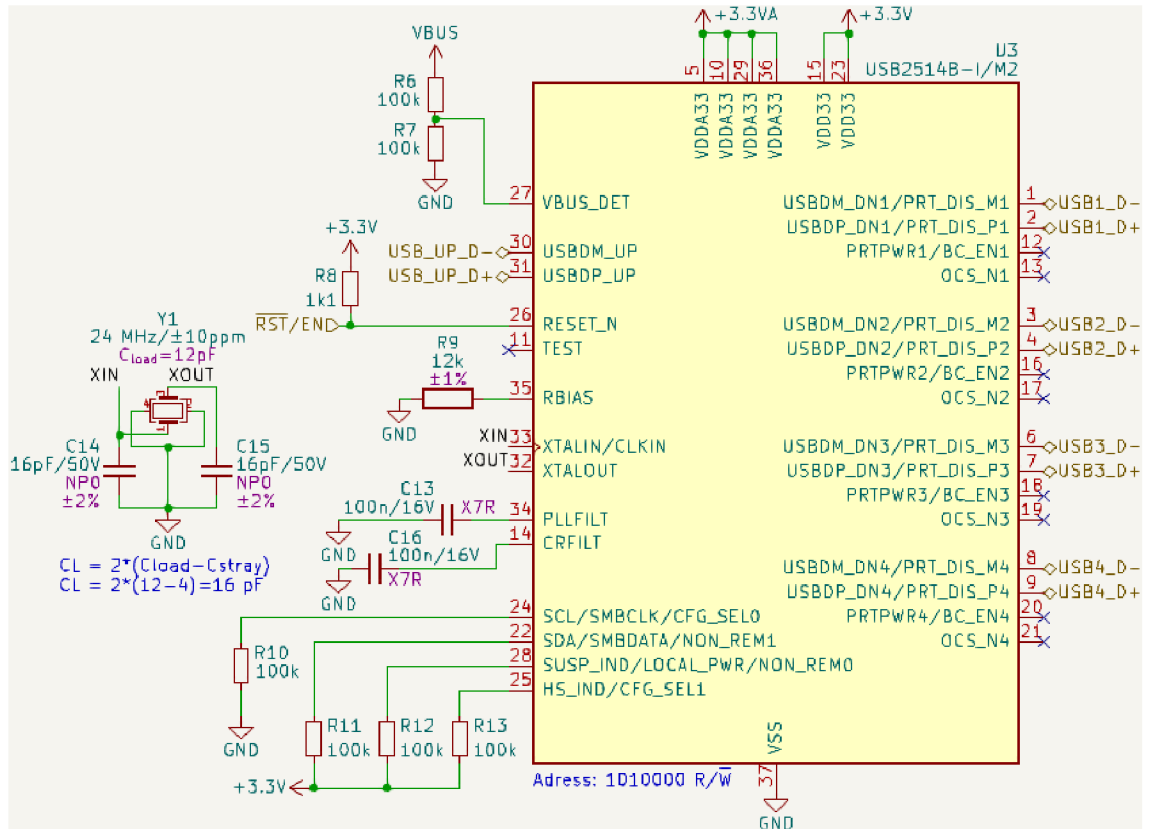 +3.3VA
+3.3V
VBUS
U3
USB2514B-I/M2
R6
100k
R7
100k
GND
5
10
29
36
15
23
VDDA33
VDDA33
VDDA33
VDDA33
VDD33
VDD33
27
VBUS_DET
USB_UP_D-
30
USBDM_UP
USB_UP_D+
31
USBDP_UP
+3.3V
R8
1k1
RST/EN
26
RESET_N
11
TEST
R9
12k
±1%
35
RBIAS
GND
XIN
33
XTALIN/CLKIN
XOUT
32
XTALOUT
C13
100n/16V
X7R
34
PLLFILT
GND
C16
100n/16V
X7R
14
CRFILT
GND
24
SCL/SMBCLK/CFG_SEL0
22
SDA/SMBDATA/NON_REM1
28
SUSP_IND/LOCAL_PWR/NON_REM0
25
HS_IND/CFG_SEL1
R10
100k
GND
R11
100k
R12
100k
R13
100k
+3.3V
Y1
24 MHz/±10ppm
Cload=12pF
XIN
XOUT
4
3
2
1
C14
16pF/50V
NP0
±2%
C15
16pF/50V
NP0
±2%
GND
CL = 2*(Cload-Cstray)
CL = 2*(12-4)=16 pF
USBDM_DN1/PRT_DIS_M1
1
USB1_D-
USBDP_DN1/PRT_DIS_P1
2
USB1_D+
PRTPWR1/BC_EN1
12
OCS_N1
13
USBDM_DN2/PRT_DIS_M2
3
USB2_D-
USBDP_DN2/PRT_DIS_P2
4
USB2_D+
PRTPWR2/BC_EN2
16
OCS_N2
17
USBDM_DN3/PRT_DIS_M3
6
USB3_D-
USBDP_DN3/PRT_DIS_P3
7
USB3_D+
PRTPWR3/BC_EN3
18
OCS_N3
19
USBDM_DN4/PRT_DIS_M4
8
USB4_D-
USBDP_DN4/PRT_DIS_P4
9
USB4_D+
PRTPWR4/BC_EN4
20
OCS_N4
21
VSS
37
GND
Adress: 1010000 R/W